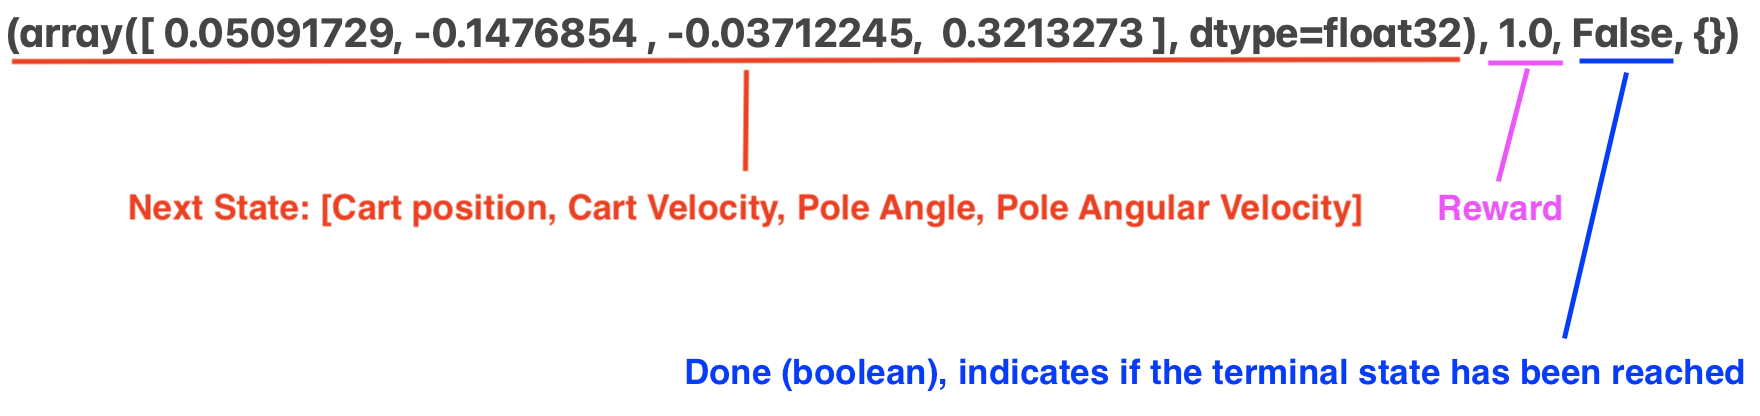 (array([ 0.05091729, -0.1476854 , -0.03712245,  0.3213273 ], dtype=float32), 1.0, False, {})
Next State: [Cart position, Cart Velocity, Pole Angle, Pole Angular Velocity]
Reward
Done (boolean), indicates if the terminal state has been reached